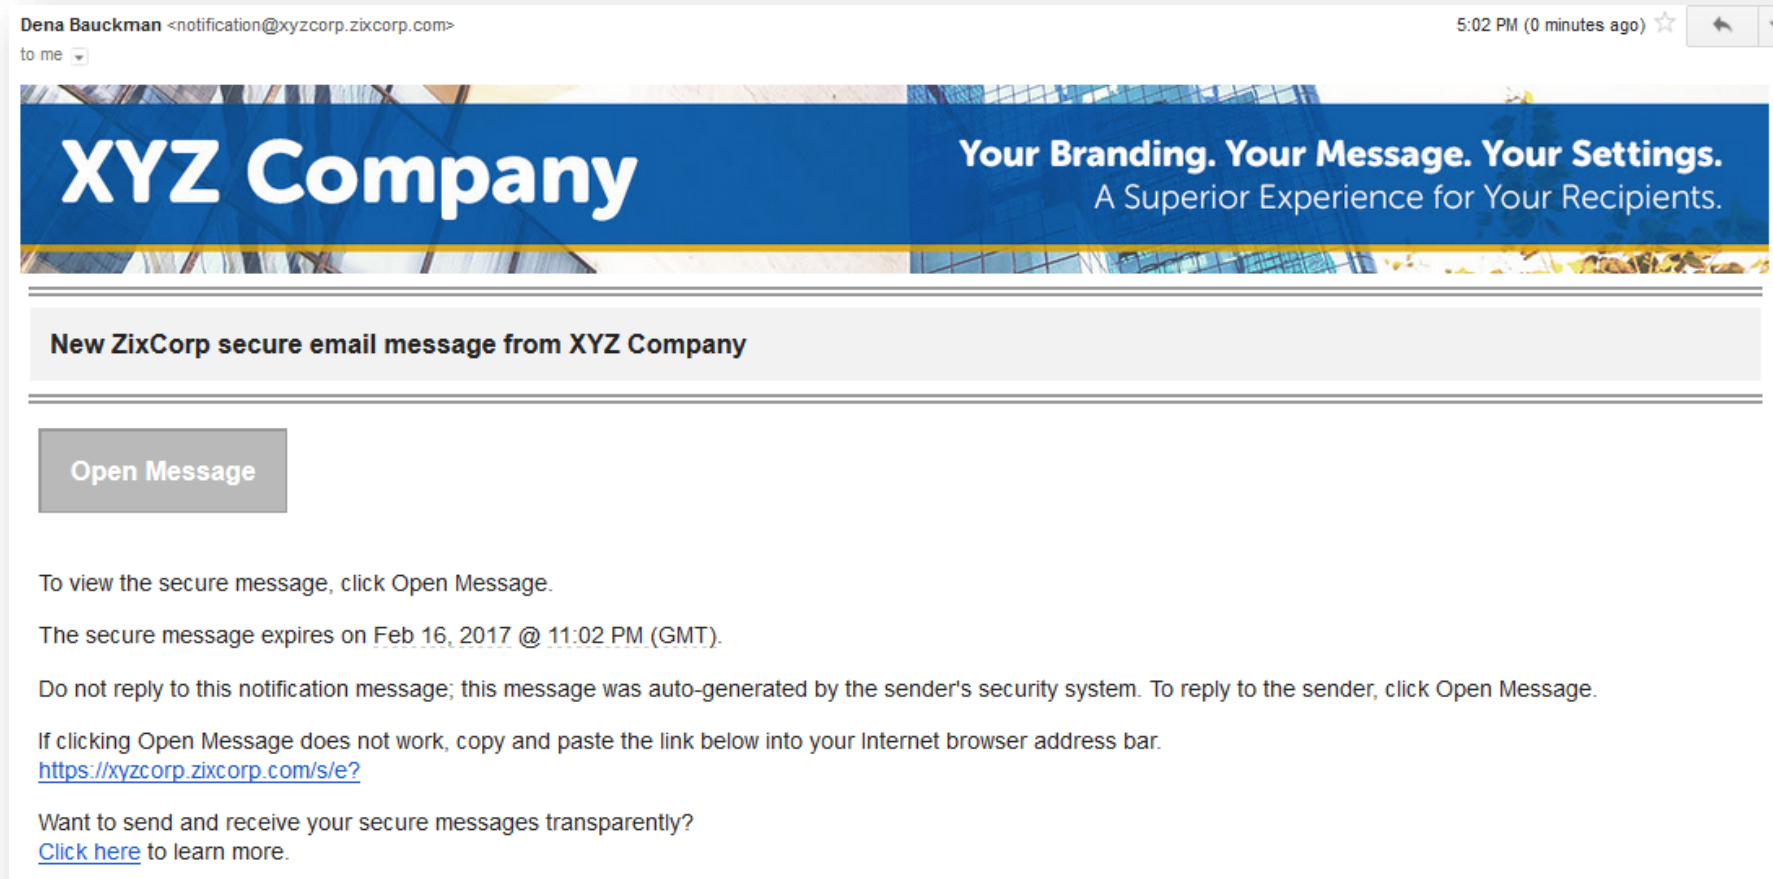 Dena Bauckman <notification@xyzcorp.zixcorp.com>
5:02 PM (0 minutes ago)
to me
XYZ Company
Your Branding. Your Message. Your Settings.
A Superior Experience for Your Recipients.
New ZixCorp secure email message from XYZ Company
Open Message
To view the secure message, click Open Message.
The secure message expires on Feb 16, 2017 @ 11:02 PM (GMT).
Do not reply to this notification message; this message was auto-generated by the sender's security system. To reply to the sender, click Open Message.
If clicking Open Message does not work, copy and paste the link below into your Internet browser address bar.
https://xyzcorp.zixcorp.com/s/e?
Want to send and receive your secure messages transparently?
Click here to learn more.